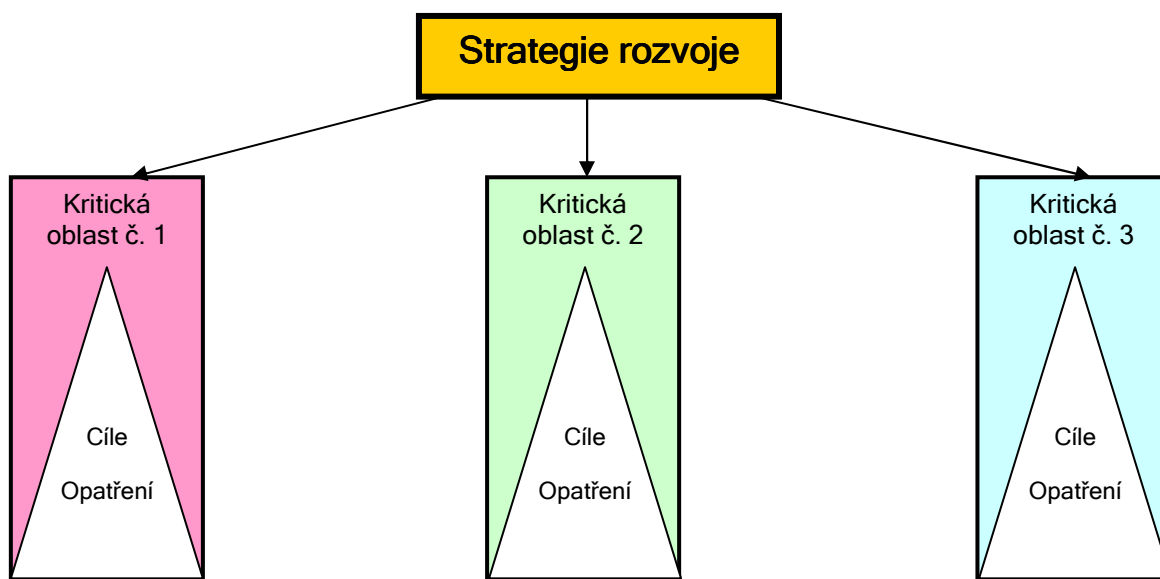 Strategie rozvoje
Kritická
oblast č. 1
Cíle
Opatření
Kritická
oblast č. 2
Cíle
Opatření
Kritická
oblast č. 3
Cíle
Opatření